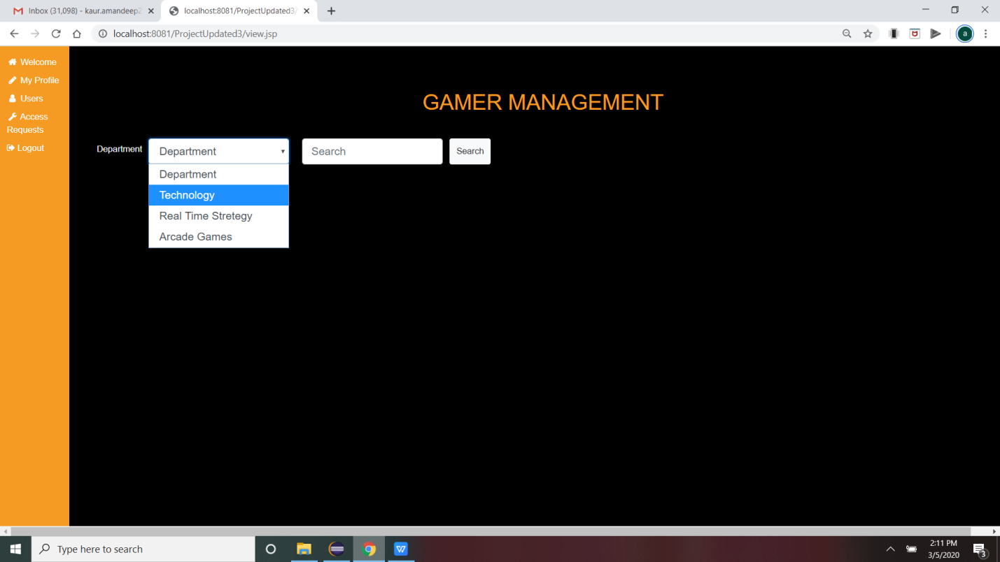 Inbox (31,098) - kaur.amandeep2
localhost:8081/ProjectUpdated3/
localhost:8081/ProjectUpdated3/view.jsp
a
Welcome
My Profile
Users
Access
Requests
Logout
GAMER MANAGEMENT
Department
Department
Search
Search
Department
Technology
Real Time Stretegy
Arcade Games
Type here to search
W
2:11 PM
3/5/2020
3